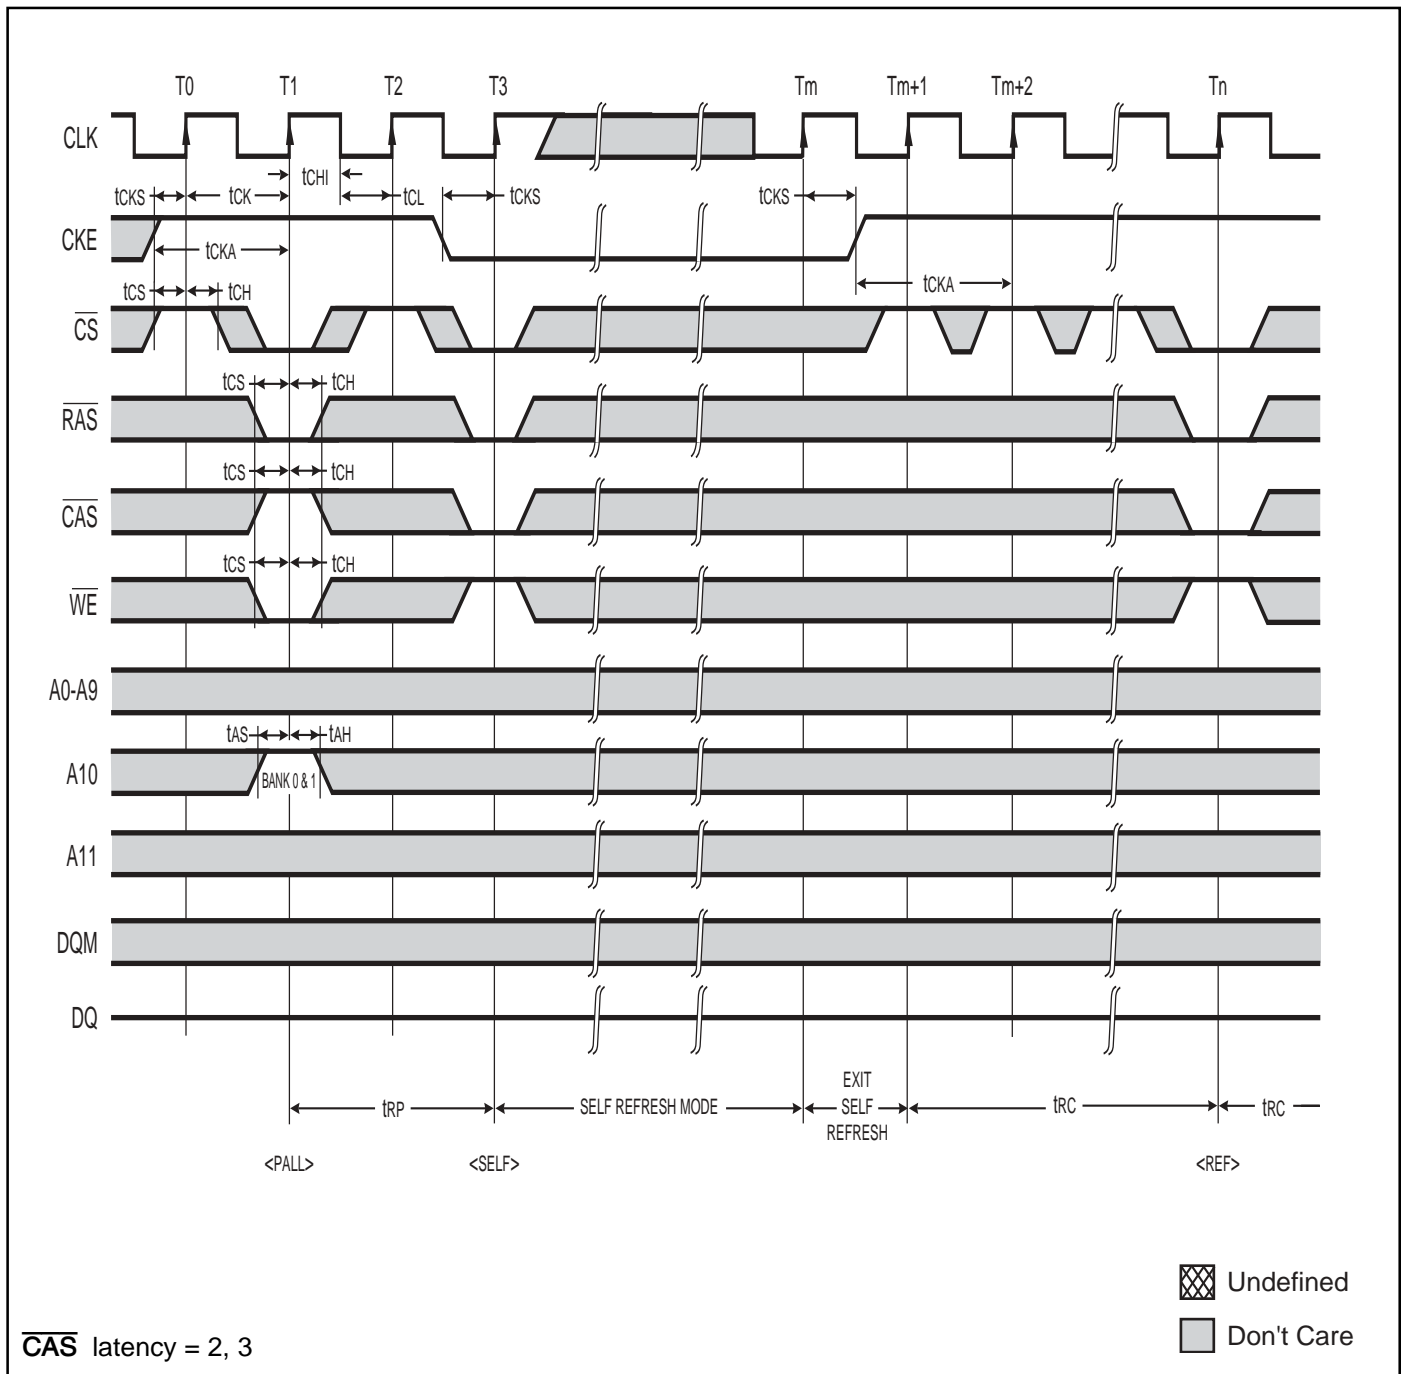 T0 T1 T2 T3 Tm Tm+1 Tm+2 Tn
CLK
tCHI
tCKS tCK tCL tCKS tCKS
CKE
tCKA
tCKA
tCS tCH
CS
tCS tCH
RAS
tCS tCH
CAS
tCS tCH
WE
A0-A9
tAS tAH
A10
BANK 0 & 1
A11
DQM
DQ
tRP SELF REFRESH MODE EXIT
SELF
REFRESH tRC tRC
<PALL> <SELF> <REF>
Undefined
Don't Care
CAS latency = 2, 3